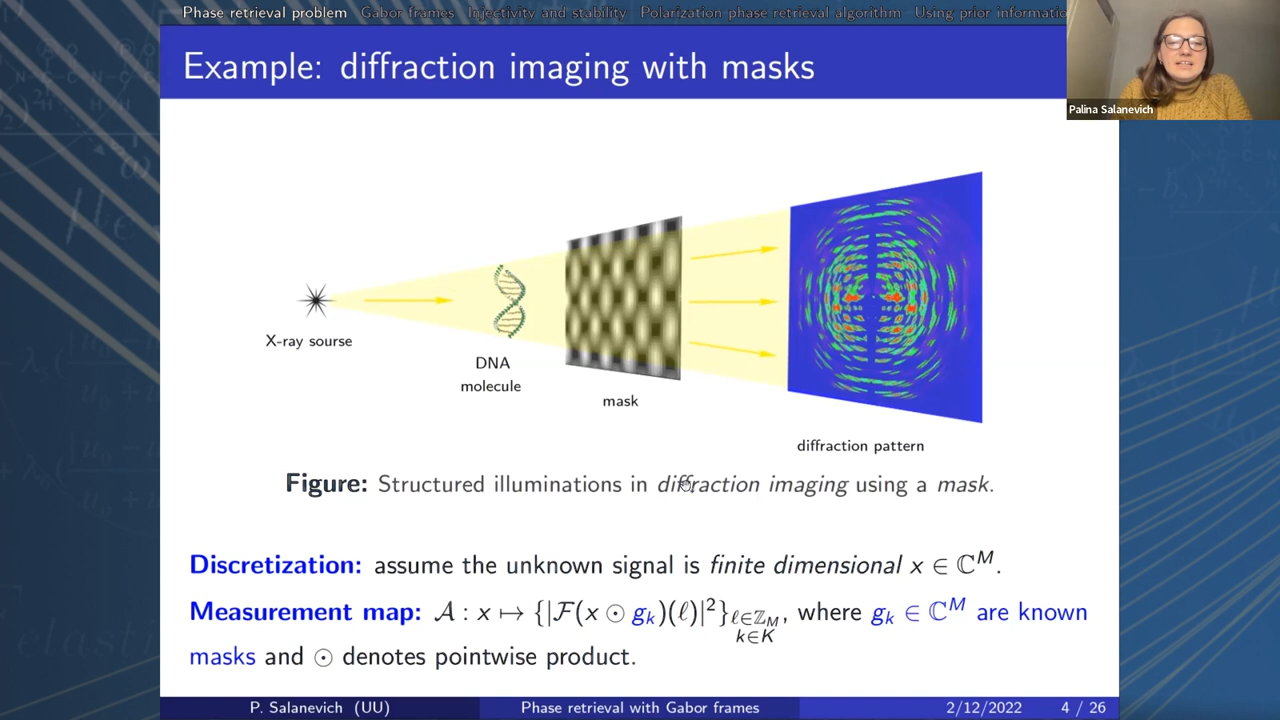 Phase retrieval problem Gabor frames Injectivity and stability Polarization phase retrieval algorithm Using prior informatio
Example: diffraction imaging with masks
Palina Salanevich
X-ray sourse
DNA
molecule
mask
diffraction pattern
Figure: Structured illuminations in diffraction imaging using a mask.
Discretization: assume the unknown signal is finite dimensional x ∈ ℂ^M.
Measurement map: 𝒜 : x ↦ {|ℱ(x ⊙ g_k)(ℓ)|²}_{ℓ∈ℤ_M, k∈K}, where g_k ∈ ℂ^M are known
masks and ⊙ denotes pointwise product.
P. Salanevich (UU) Phase retrieval with Gabor frames 2/12/2022 4 / 26